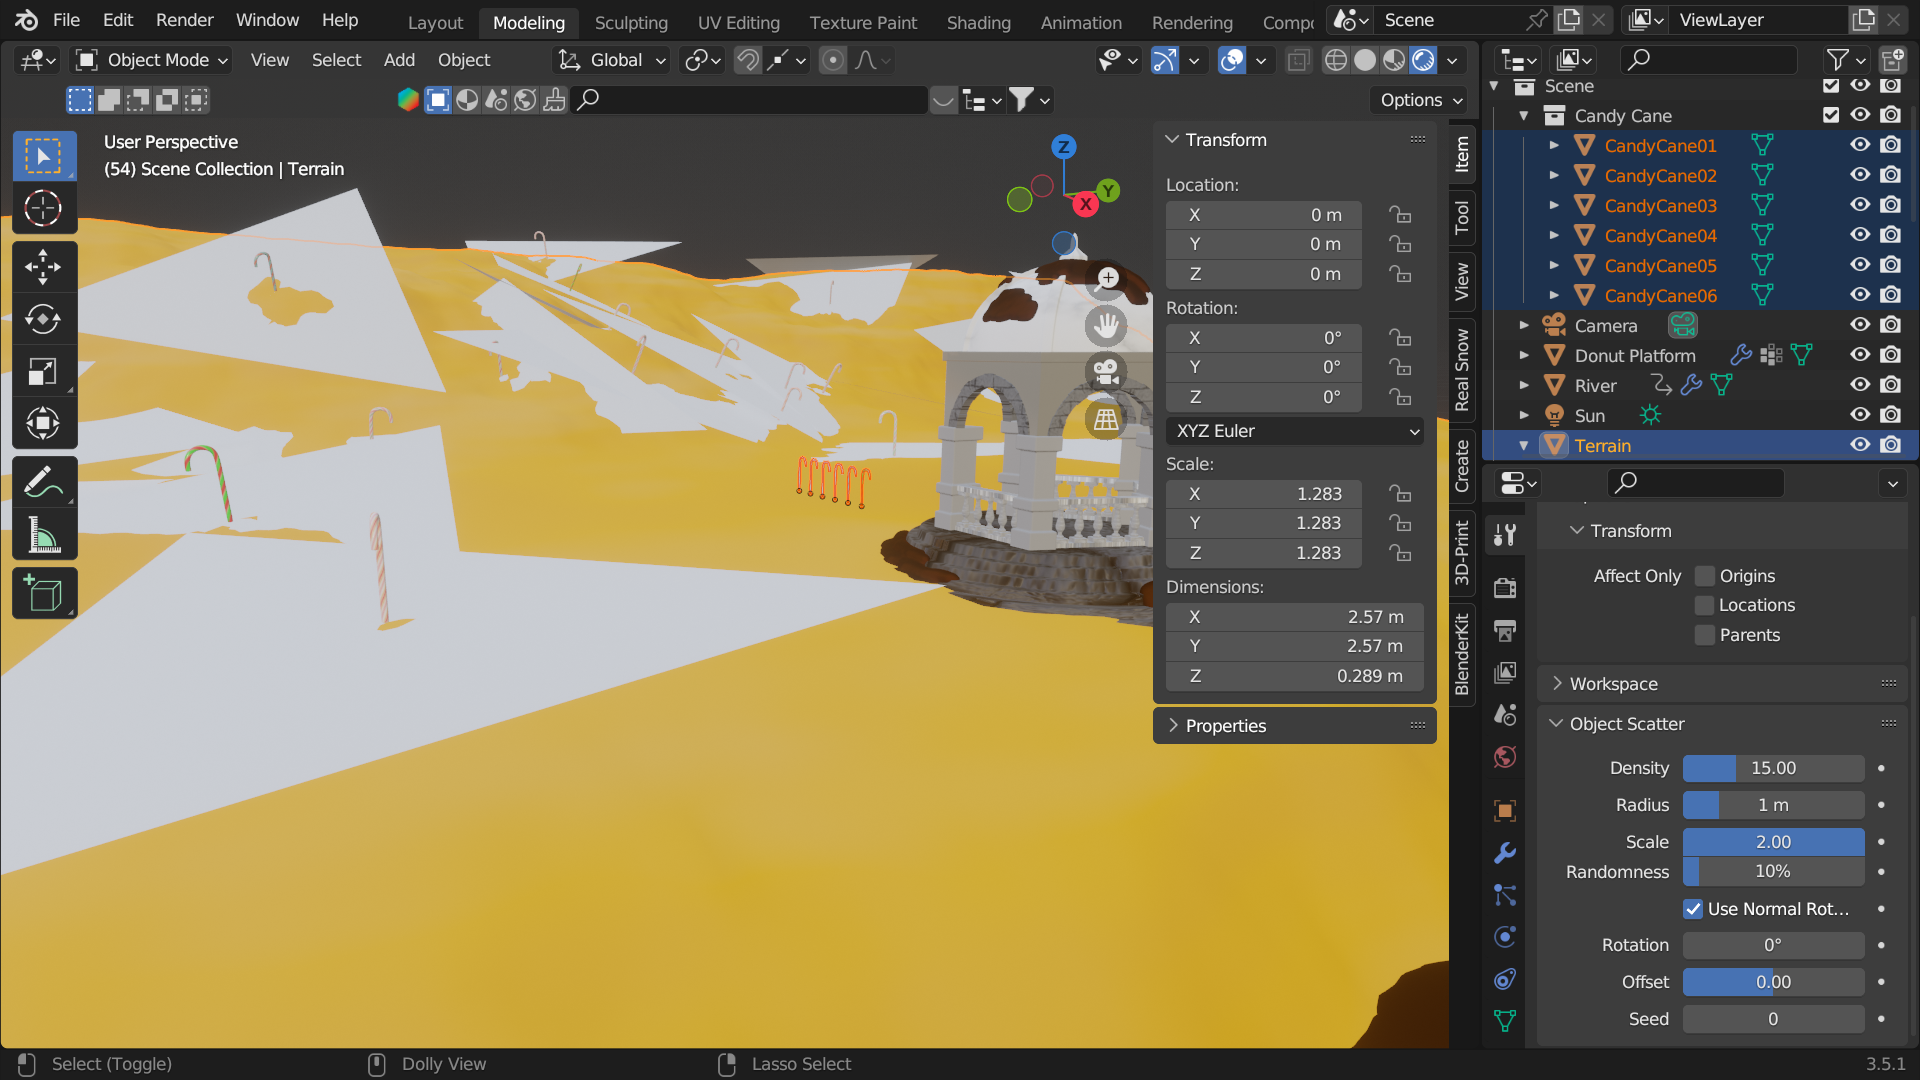 File Edit Render Window Help Layout Modeling Sculpting UV Editing Texture Paint Shading Animation Rendering Scene ViewLayer
Object Mode View Select Add Object Global
Options
User Perspective
(54) Scene Collection | Terrain
Z
Y
X
Transform
Location:
X 0 m
Y 0 m
Z 0 m
Rotation:
X 0°
Y 0°
Z 0°
XYZ Euler
Scale:
X 1.283
Y 1.283
Z 1.283
Dimensions:
X 2.57 m
Y 2.57 m
Z 0.289 m
Properties
Item
Tool
View
Real Snow
Create
3D-Print
BlenderKit
Scene
Candy Cane
CandyCane01
CandyCane02
CandyCane03
CandyCane04
CandyCane05
CandyCane06
Camera
Donut Platform
River
Sun
Terrain
Transform
Affect Only Origins
Locations
Parents
Workspace
Object Scatter
Density 15.00
Radius 1 m
Scale 2.00
Randomness 10%
Use Normal Rot...
Rotation 0°
Offset 0.00
Seed 0
Select (Toggle) Dolly View Lasso Select 3.5.1